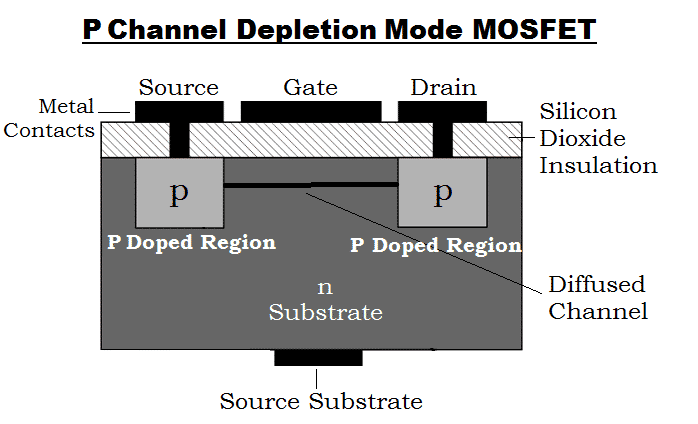 P Channel Depletion Mode MOSFET
Source
Gate
Drain
Metal
Contacts
Silicon
Dioxide
Insulation
p
p
P Doped Region
P Doped Region
n
Substrate
Diffused
Channel
Source Substrate